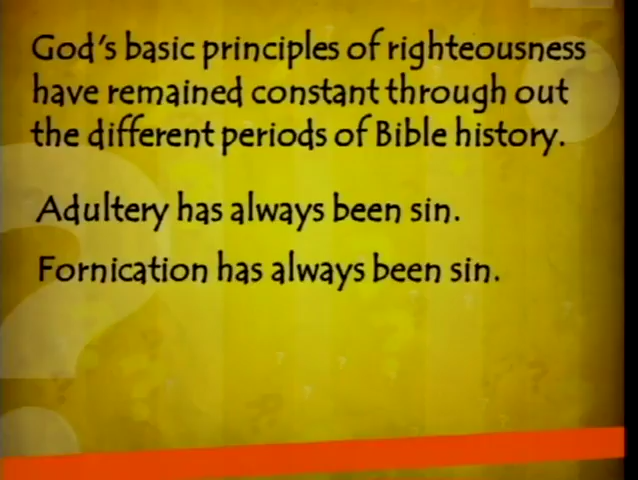 God's basic principles of righteousness
have remained constant through out
the different periods of Bible history.
Adultery has always been sin.
Fornication has always been sin.